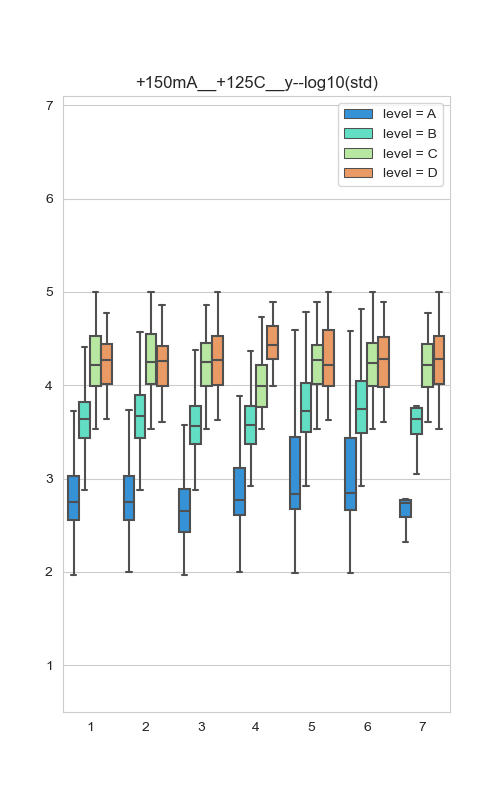 +150mA__+125C__y--log10(std)
level = A
level = B
level = C
level = D
7
6
5
4
3
2
1
1 2 3 4 5 6 7